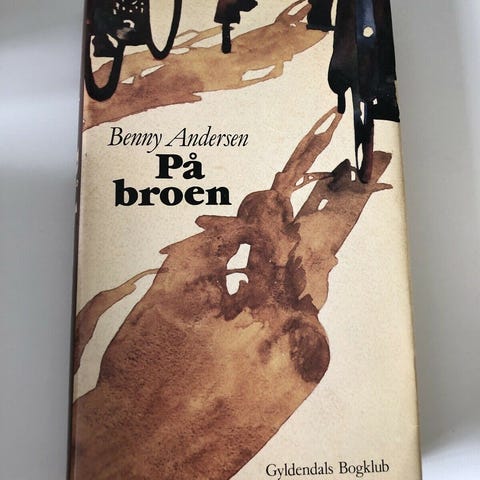 Benny Andersen
På
broen
Gyldendals Bogklub